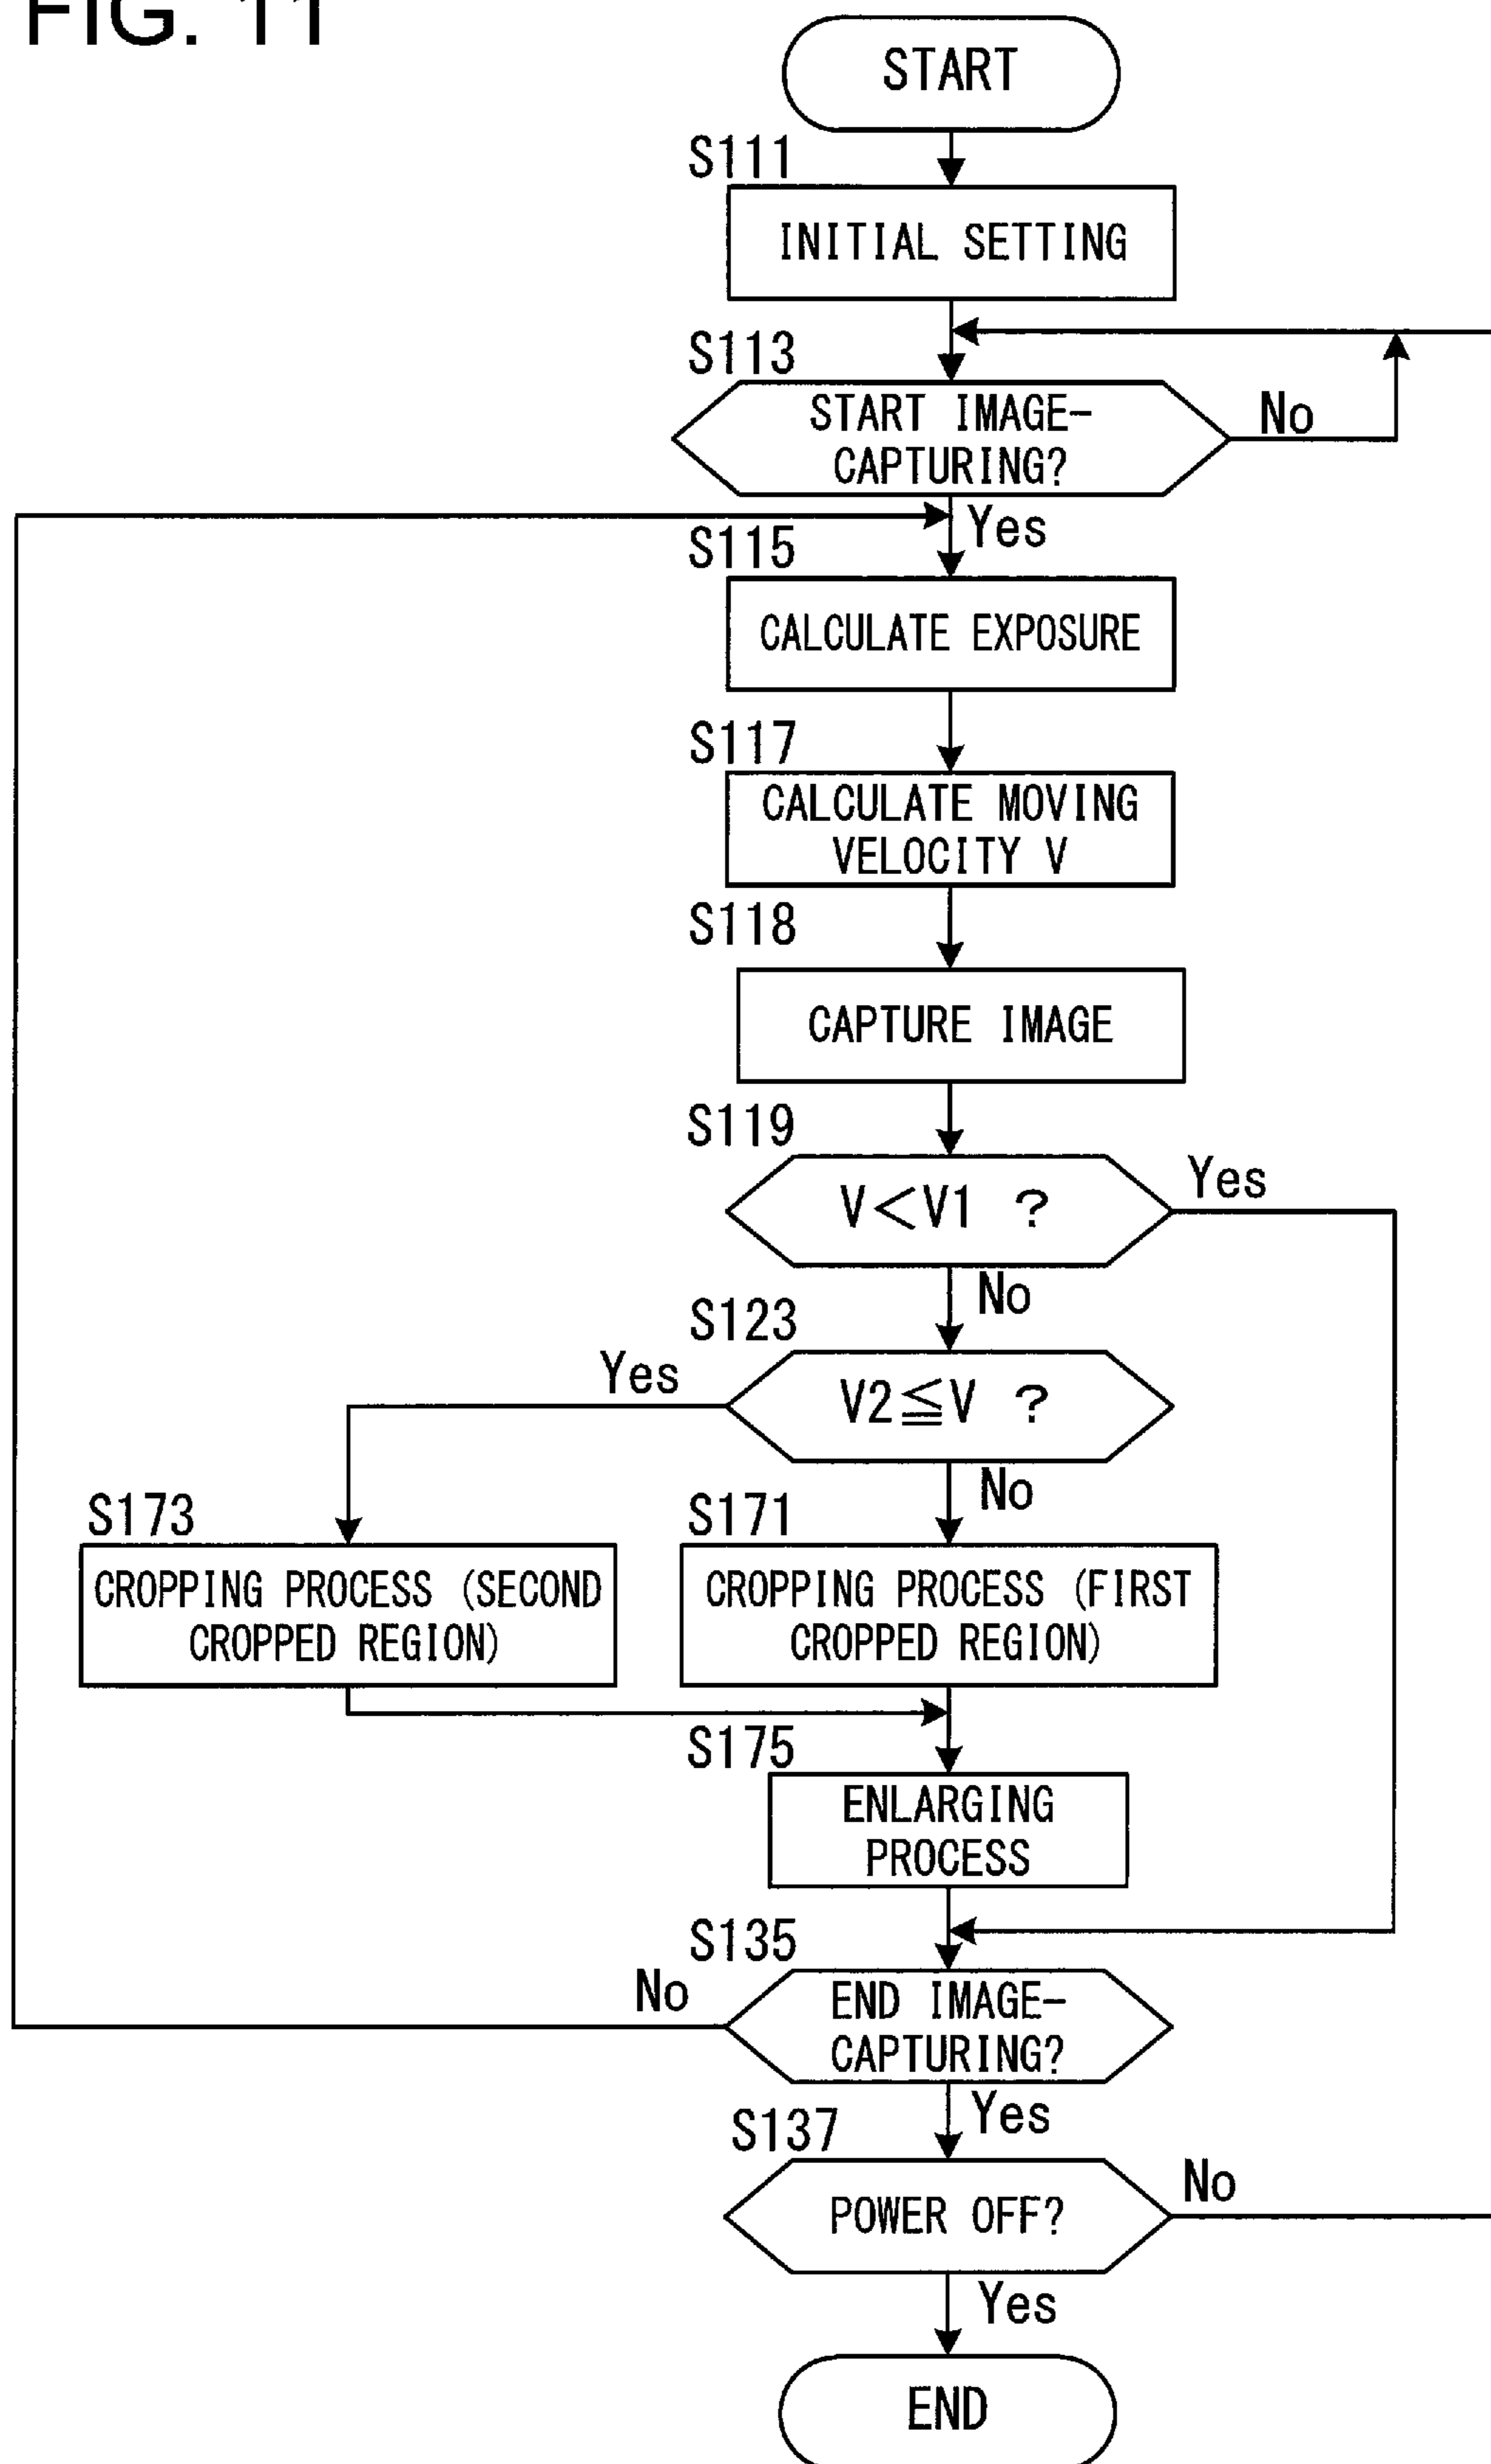 FIG. 11
START
S111
INITIAL SETTING
S113
START IMAGE-
CAPTURING?
No
Yes
S115
CALCULATE EXPOSURE
S117
CALCULATE MOVING
VELOCITY V
S118
CAPTURE IMAGE
S119
V<V1 ?
Yes
No
S123
V2≦V ?
Yes
No
S173
CROPPING PROCESS (SECOND
CROPPED REGION)
S171
CROPPING PROCESS (FIRST
CROPPED REGION)
S175
ENLARGING
PROCESS
S135
END IMAGE-
CAPTURING?
No
Yes
S137
POWER OFF?
No
Yes
END